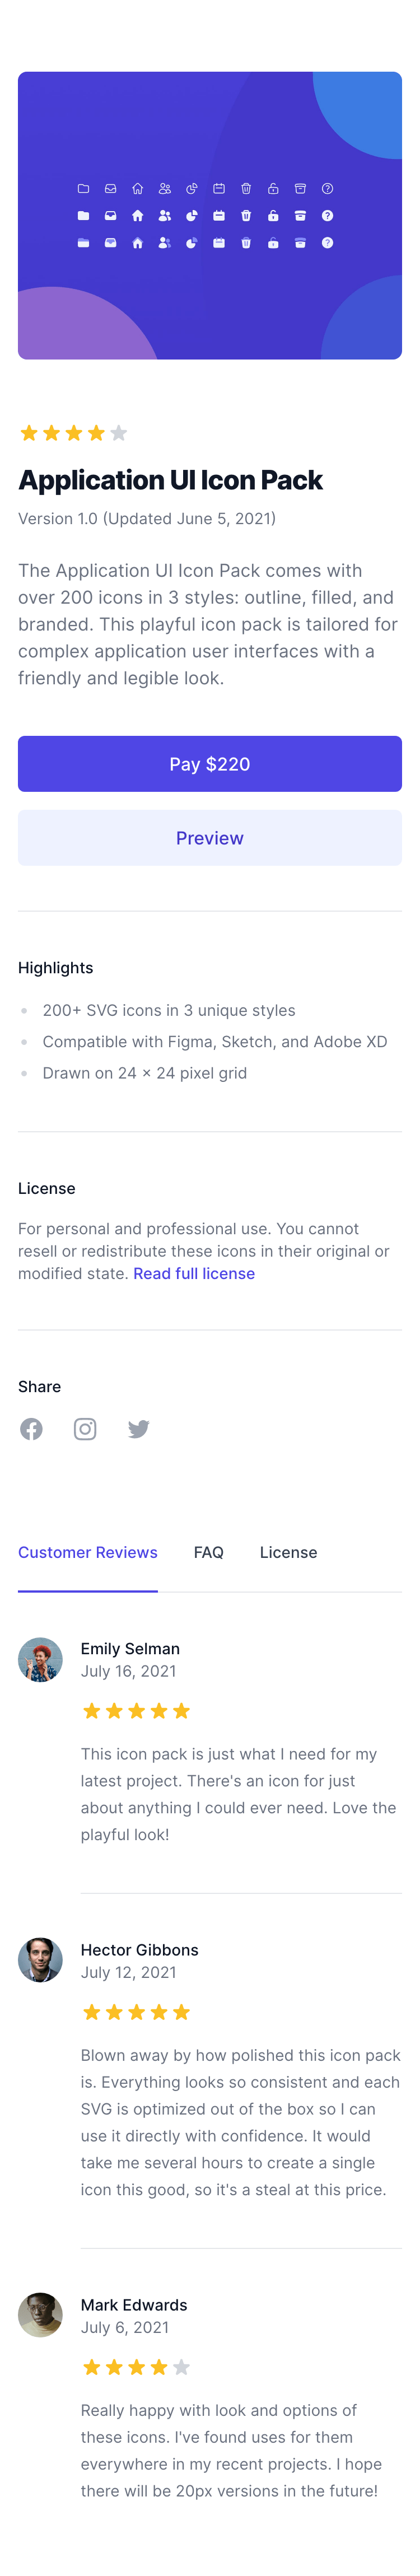 Application UI Icon Pack
Version 1.0 (Updated June 5, 2021)
The Application UI Icon Pack comes with
over 200 icons in 3 styles: outline, filled, and
branded. This playful icon pack is tailored for
complex application user interfaces with a
friendly and legible look.
Pay $220
Preview
Highlights
200+ SVG icons in 3 unique styles
Compatible with Figma, Sketch, and Adobe XD
Drawn on 24 × 24 pixel grid
License
For personal and professional use. You cannot
resell or redistribute these icons in their original or
modified state. Read full license
Share
Customer Reviews FAQ License
Emily Selman
July 16, 2021
This icon pack is just what I need for my
latest project. There's an icon for just
about anything I could ever need. Love the
playful look!
Hector Gibbons
July 12, 2021
Blown away by how polished this icon pack
is. Everything looks so consistent and each
SVG is optimized out of the box so I can
use it directly with confidence. It would
take me several hours to create a single
icon this good, so it's a steal at this price.
Mark Edwards
July 6, 2021
Really happy with look and options of
these icons. I've found uses for them
everywhere in my recent projects. I hope
there will be 20px versions in the future!